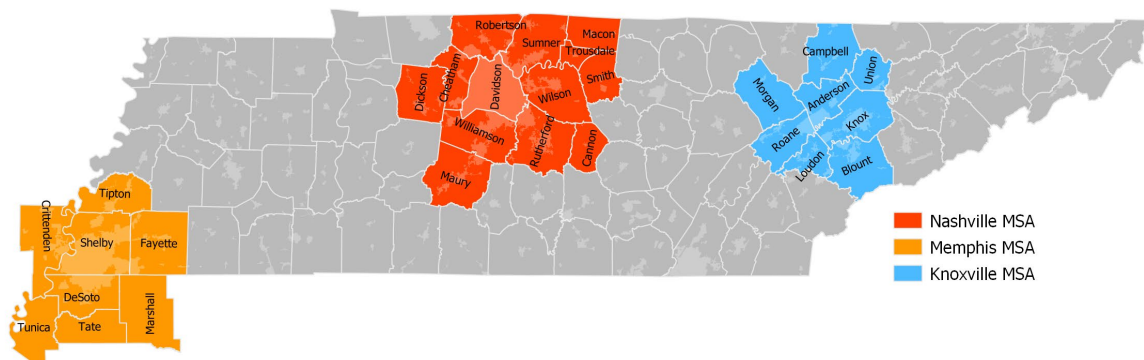 Robertson
Macon
Sumner
Trousdale
Smith
Dickson
Cheatham
Davidson
Wilson
Williamson
Rutherford
Cannon
Maury
Campbell
Union
Morgan
Anderson
Knox
Roane
Loudon
Blount
Tipton
Crittenden
Shelby
Fayette
DeSoto
Marshall
Tunica
Tate
Nashville MSA
Memphis MSA
Knoxville MSA